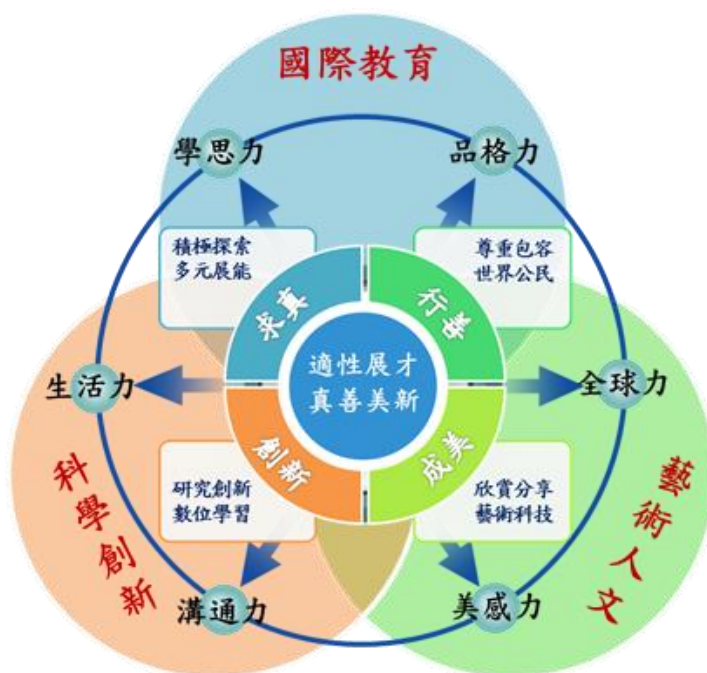 國際教育
學思力
品格力
積極探索
多元展能
尊重包容
世界公民
求真
行善
適性展才
真善美新
生活力
全球力
創新
成美
研究創新
數位學習
欣賞分享
藝術科技
科學創新
藝術人文
溝通力
美感力